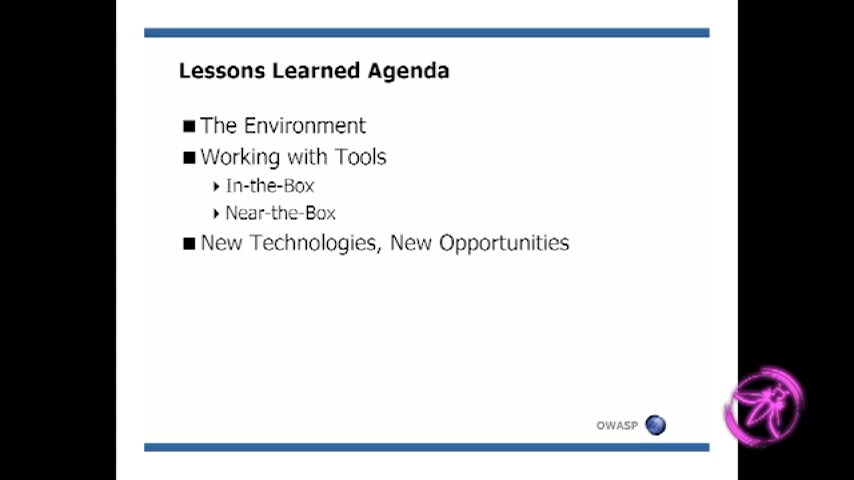 Lessons Learned Agenda
The Environment
Working with Tools
In-the-Box
Near-the-Box
New Technologies, New Opportunities
OWASP